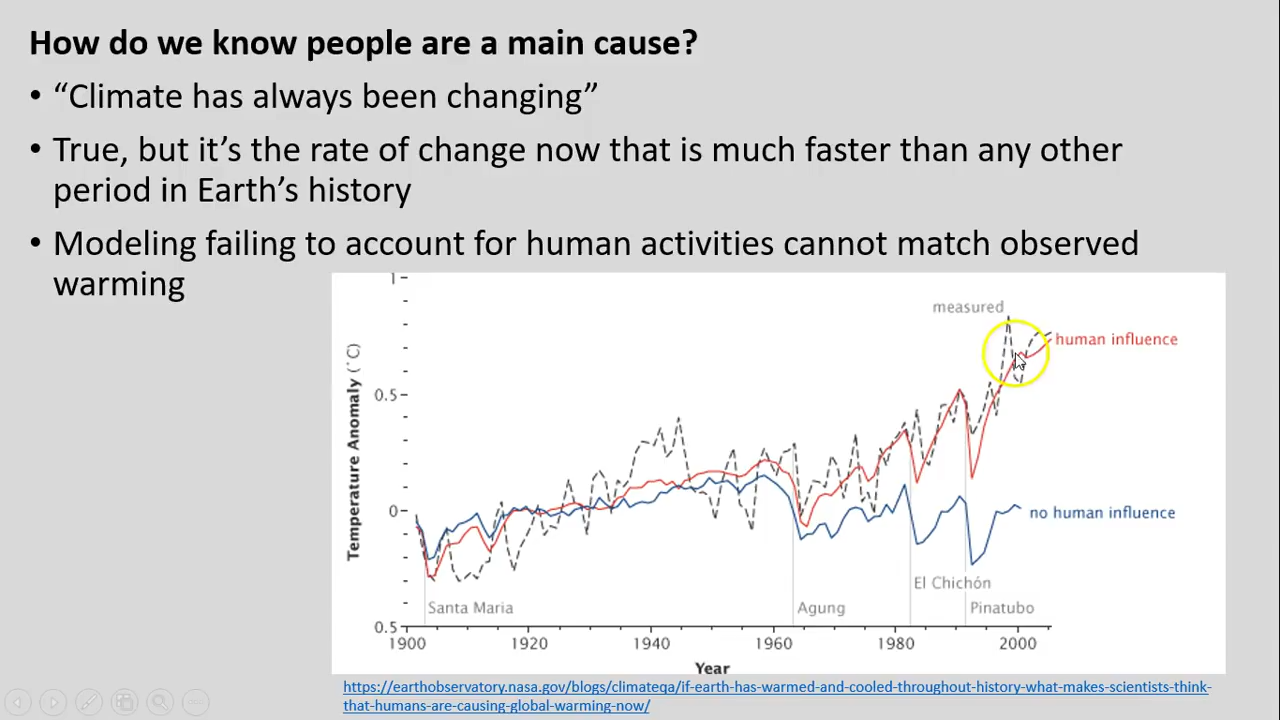 How do we know people are a main cause?
• “Climate has always been changing”
• True, but it’s the rate of change now that is much faster than any other
period in Earth’s history
• Modeling failing to account for human activities cannot match observed
warming
1
measured
human influence
Temperature Anomaly (°C)
0.5
0
no human influence
El Chichón
Santa Maria
Agung
Pinatubo
0.5
1900 1920 1940 1960 1980 2000
Year
https://earthobservatory.nasa.gov/blogs/climateqa/if-earth-has-warmed-and-cooled-throughout-history-what-makes-scientists-think-
that-humans-are-causing-global-warming-now/